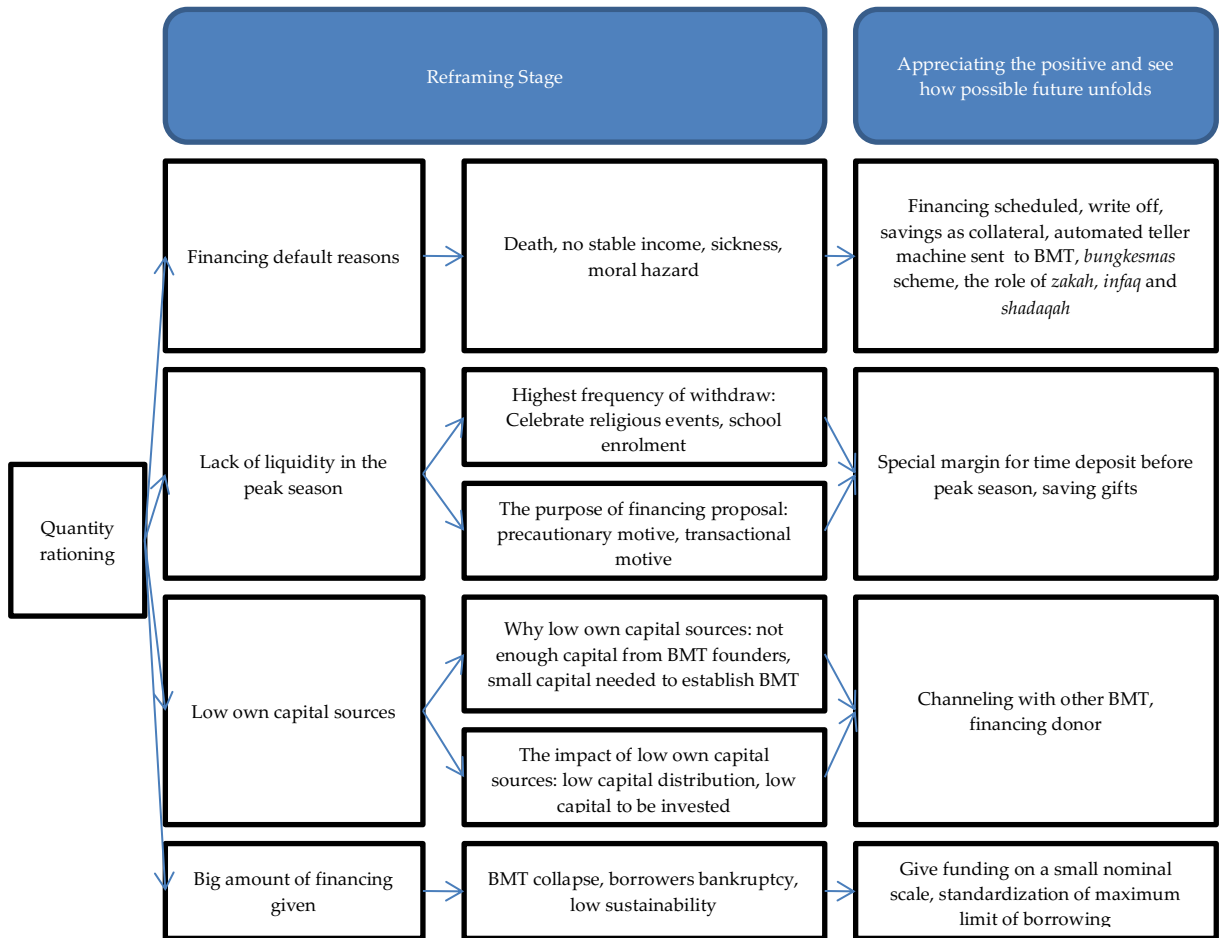 Reframing Stage
Appreciating the positive and see
how possible future unfolds
Quantity
rationing
Financing default reasons
Death, no stable income, sickness,
moral hazard
Financing scheduled, write off,
savings as collateral, automated teller
machine sent to BMT, bungkesmas
scheme, the role of zakah, infaq and
shadaqah
Lack of liquidity in the
peak season
Highest frequency of withdraw:
Celebrate religious events, school
enrolment
The purpose of financing proposal:
precautionary motive, transactional
motive
Special margin for time deposit before
peak season, saving gifts
Low own capital sources
Why low own capital sources: not
enough capital from BMT founders,
small capital needed to establish BMT
The impact of low own capital
sources: low capital distribution, low
capital to be invested
Channeling with other BMT,
financing donor
Big amount of financing
given
BMT collapse, borrowers bankruptcy,
low sustainability
Give funding on a small nominal
scale, standardization of maximum
limit of borrowing